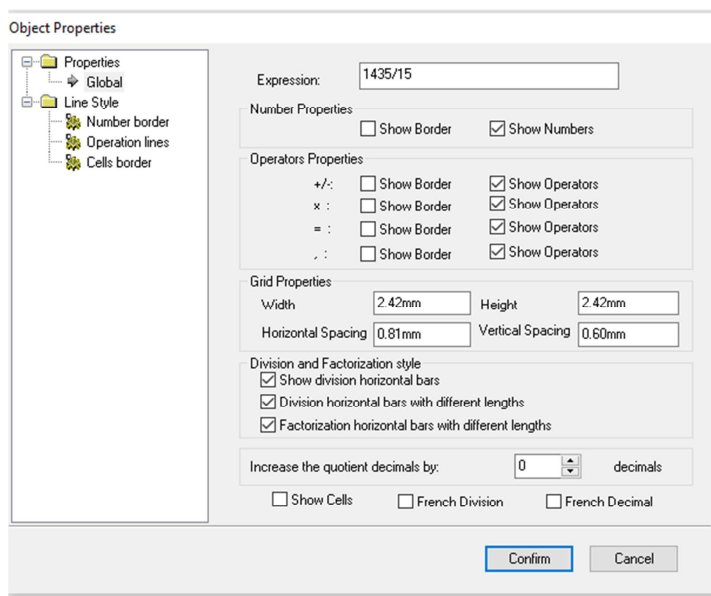 Object Properties
Properties
Global
Line Style
Number border
Operation lines
Cells border
Expression: 1435/15
Number Properties
Show Border Show Numbers
Operators Properties
+/-: Show Border Show Operators
x : Show Border Show Operators
= : Show Border Show Operators
, : Show Border Show Operators
Grid Properties
Width 2.42mm Height 2.42mm
Horizontal Spacing 0.81mm Vertical Spacing 0.60mm
Division and Factorization style
Show division horizontal bars
Division horizontal bars with different lengths
Factorization horizontal bars with different lengths
Increase the quotient decimals by: 0 decimals
Show Cells French Division French Decimal
Confirm Cancel